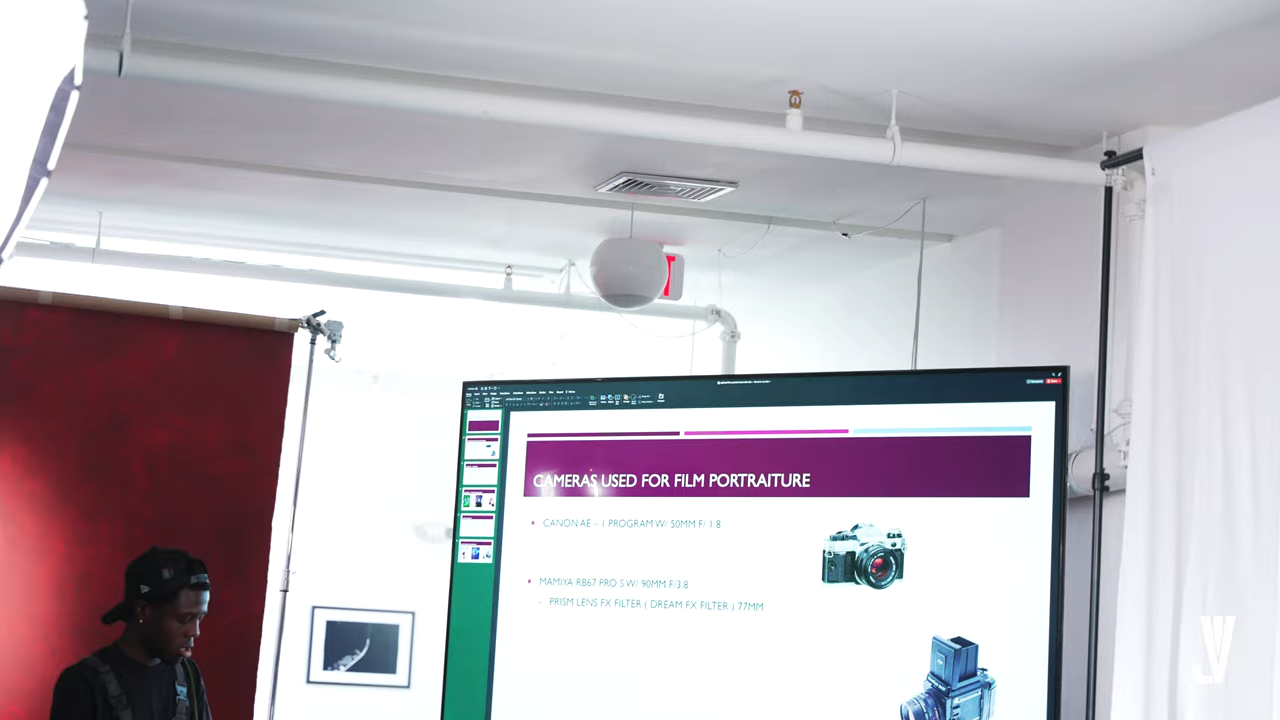 CAMERAS USED FOR FILM PORTRAITURE
CANON AE - 1 PROGRAM W/ 50MM F/ 1.8
MAMIYA RB67 PRO S W/ 90MM F/3.8
- PRISM LENS FX FILTER ( DREAM FX FILTER ) 77MM
JV